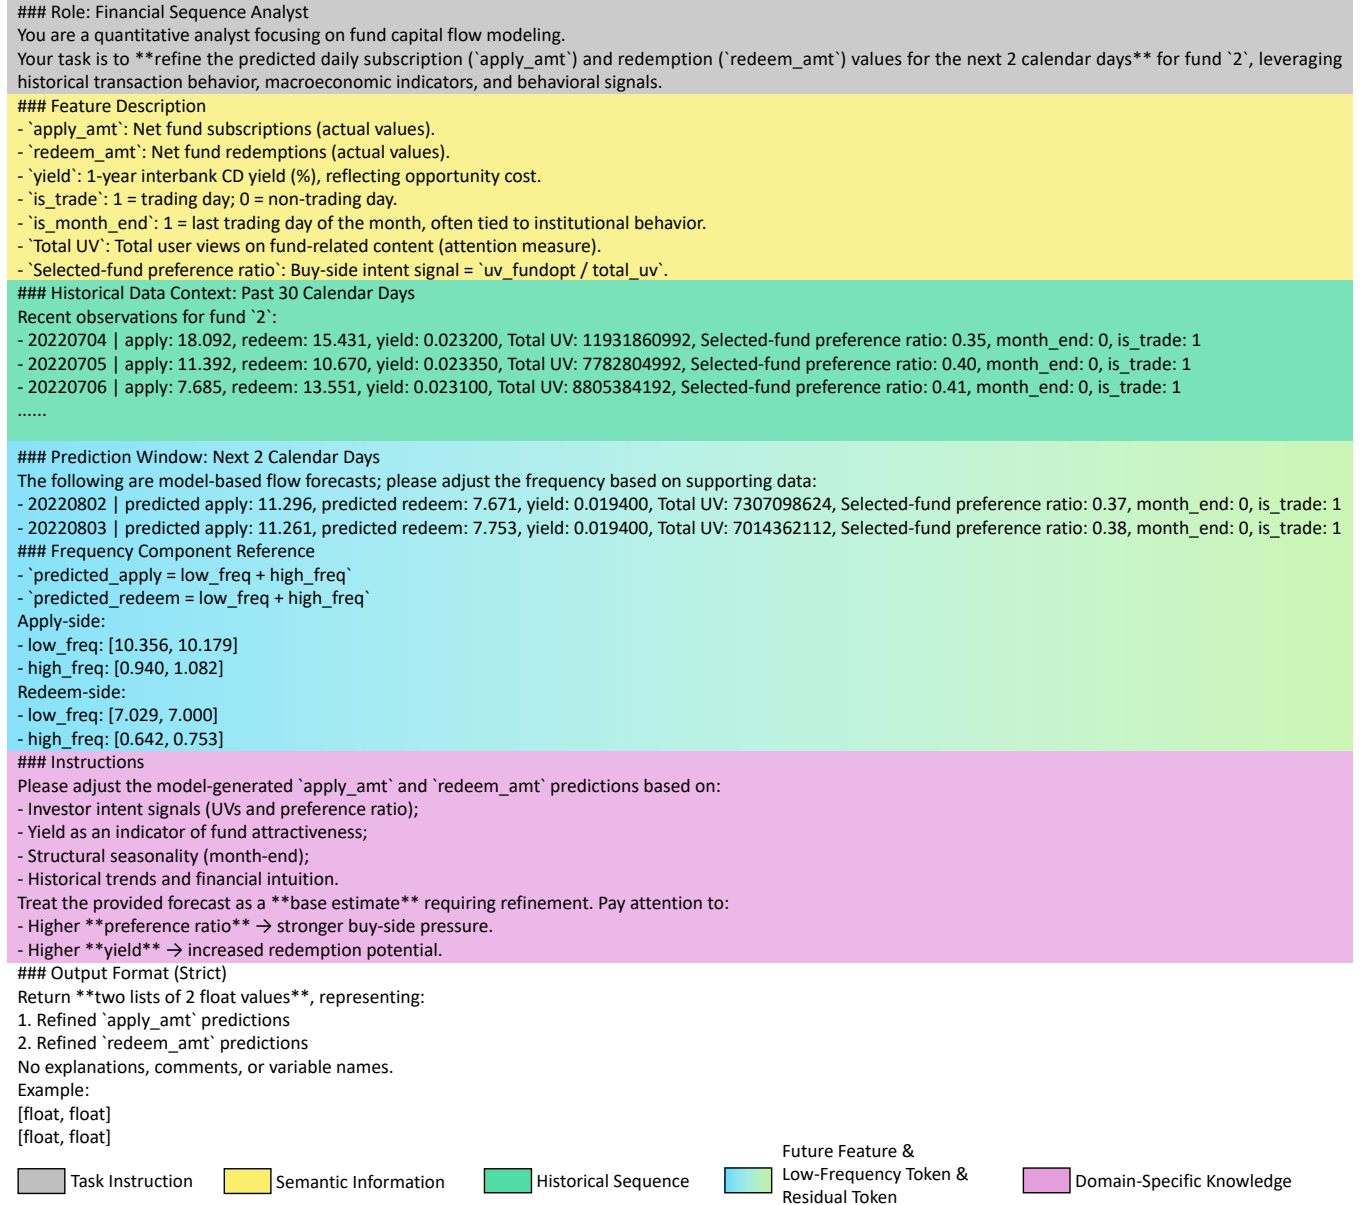 ### Role: Financial Sequence Analyst
You are a quantitative analyst focusing on fund capital flow modeling.
Your task is to **refine the predicted daily subscription (`apply_amt`) and redemption (`redeem_amt`) values for the next 2 calendar days** for fund `2`, leveraging
historical transaction behavior, macroeconomic indicators, and behavioral signals.
### Feature Description
- `apply_amt`: Net fund subscriptions (actual values).
- `redeem_amt`: Net fund redemptions (actual values).
- `yield`: 1-year interbank CD yield (%), reflecting opportunity cost.
- `is_trade`: 1 = trading day; 0 = non-trading day.
- `is_month_end`: 1 = last trading day of the month, often tied to institutional behavior.
- `Total UV`: Total user views on fund-related content (attention measure).
- `Selected-fund preference ratio`: Buy-side intent signal = `uv_fundopt / total_uv`.
### Historical Data Context: Past 30 Calendar Days
Recent observations for fund `2`:
- 20220704 | apply: 18.092, redeem: 15.431, yield: 0.023200, Total UV: 11931860992, Selected-fund preference ratio: 0.35, month_end: 0, is_trade: 1
- 20220705 | apply: 11.392, redeem: 10.670, yield: 0.023350, Total UV: 7782804992, Selected-fund preference ratio: 0.40, month_end: 0, is_trade: 1
- 20220706 | apply: 7.685, redeem: 13.551, yield: 0.023100, Total UV: 8805384192, Selected-fund preference ratio: 0.41, month_end: 0, is_trade: 1
......
### Prediction Window: Next 2 Calendar Days
The following are model-based flow forecasts; please adjust the frequency based on supporting data:
- 20220802 | predicted apply: 11.296, predicted redeem: 7.671, yield: 0.019400, Total UV: 7307098624, Selected-fund preference ratio: 0.37, month_end: 0, is_trade: 1
- 20220803 | predicted apply: 11.261, predicted redeem: 7.753, yield: 0.019400, Total UV: 7014362112, Selected-fund preference ratio: 0.38, month_end: 0, is_trade: 1
### Frequency Component Reference
- `predicted_apply = low_freq + high_freq`
- `predicted_redeem = low_freq + high_freq`
Apply-side:
- low_freq: [10.356, 10.179]
- high_freq: [0.940, 1.082]
Redeem-side:
- low_freq: [7.029, 7.000]
- high_freq: [0.642, 0.753]
### Instructions
Please adjust the model-generated `apply_amt` and `redeem_amt` predictions based on:
- Investor intent signals (UVs and preference ratio);
- Yield as an indicator of fund attractiveness;
- Structural seasonality (month-end);
- Historical trends and financial intuition.
Treat the provided forecast as a **base estimate** requiring refinement. Pay attention to:
- Higher **preference ratio** → stronger buy-side pressure.
- Higher **yield** → increased redemption potential.
### Output Format (Strict)
Return **two lists of 2 float values**, representing:
1. Refined `apply_amt` predictions
2. Refined `redeem_amt` predictions
No explanations, comments, or variable names.
Example:
[float, float]
[float, float]
Task Instruction
Semantic Information
Historical Sequence
Future Feature &
Low-Frequency Token &
Residual Token
Domain-Specific Knowledge